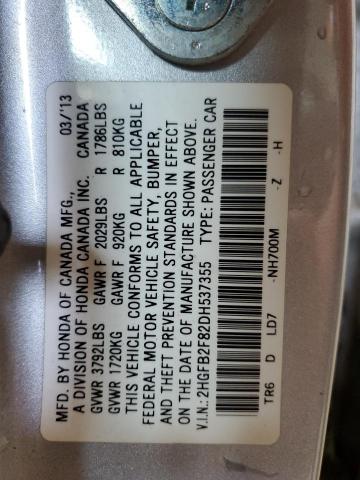 MFD. BY HONDA OF CANADA MFG., 03/'13
A DIVISION OF HONDA CANADA INC. CANADA
GVWR 3792LBS GAWR F 2029LBS R 1786LBS
GVWR 1720KG GAWR F 920KG R 810KG
THIS VEHICLE CONFORMS TO ALL APPLICABLE
FEDERAL MOTOR VEHICLE SAFETY, BUMPER,
AND THEFT PREVENTION STANDARDS IN EFFECT
ON THE DATE OF MANUFACTURE SHOWN ABOVE.
V.I.N.: 2HGFB2F82DH537355 TYPE: PASSENGER CAR
TR6 D LD7 -NH700M -Z -H